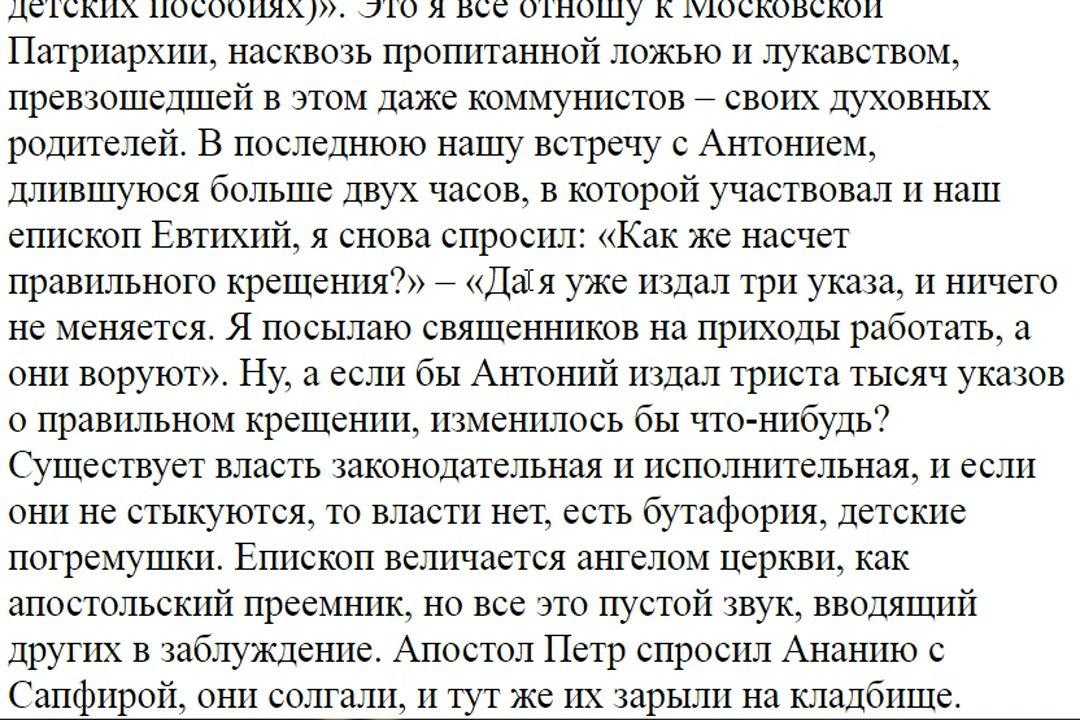 детских пособиях)». Это я все отношу к Московской
Патриархии, насквозь пропитанной ложью и лукавством,
превзошедшей в этом даже коммунистов – своих духовных
родителей. В последнюю нашу встречу с Антонием,
длившуюся больше двух часов, в которой участвовал и наш
епископ Евтихий, я снова спросил: «Как же насчет
правильного крещения?» – «Да я уже издал три указа, и ничего
не меняется. Я посылаю священников на приходы работать, а
они воруют». Ну, а если бы Антоний издал триста тысяч указов
о правильном крещении, изменилось бы что-нибудь?
Существует власть законодательная и исполнительная, и если
они не стыкуются, то власти нет, есть бутафория, детские
погремушки. Епископ величается ангелом церкви, как
апостольский преемник, но все это пустой звук, вводящий
других в заблуждение. Апостол Петр спросил Ананию с
Сапфирой, они солгали, и тут же их зарыли на кладбище.